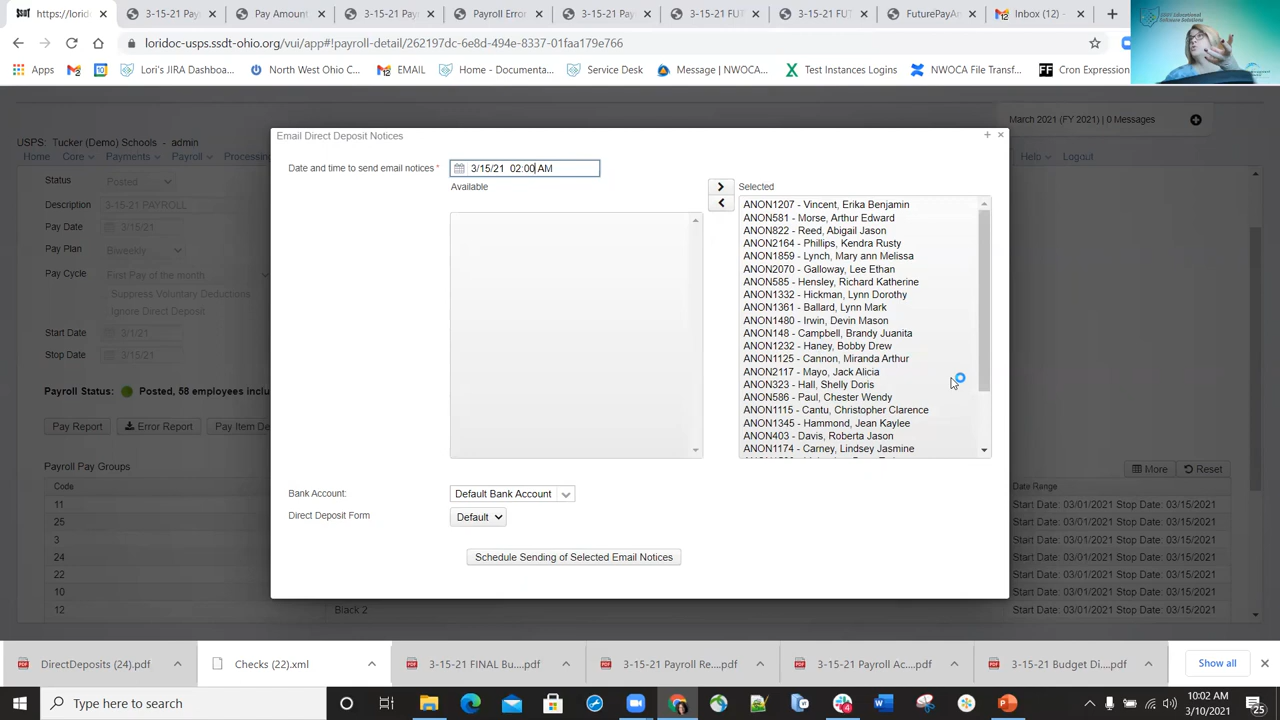 https://lorido
3-15-21 Pay
Pay Amount
3-15-21 Pay
Error
3-15-21 Pay
3-15-21 FUT
3-15-21 FUT
FuturePayAm
Inbox (12) -
loridoc-usps.ssdt-ohio.org/vui/app#!payroll-detail/262197dc-6e8d-494e-8337-01faa179e766
Apps
Lori's JIRA Dashboa...
North West Ohio C...
EMAIL
Home - Documenta...
Service Desk
Message | NWOCA...
Test Instances Logins
NWOCA File Transf...
Cron Expression
March 2021 (FY 2021) | 0 Messages
USPS: Tucker (Demo) Schools - admin
Home
Core
Payments
Payroll
Processing
Help
Logout
Status
Posted
Description
3-15-21 PAYROLL
Pay Date
3/15/21
Pay Plan
Biweekly
Pay Cycle
First Pay of the month
Suppress Voluntary Deductions
Ignore Direct Deposit
Start Date
3/1/21
Stop Date
3/15/21
Payroll Status:
Posted, 58 employees inclu
Pay Report
Error Report
Pay Item De
Payroll Pay Groups
More
Reset
Code
Date Range
11
Start Date: 03/01/2021 Stop Date: 03/15/2021
25
Start Date: 03/01/2021 Stop Date: 03/15/2021
3
Start Date: 03/01/2021 Stop Date: 03/15/2021
24
Start Date: 03/01/2021 Stop Date: 03/15/2021
22
Start Date: 03/01/2021 Stop Date: 03/15/2021
10
Start Date: 03/01/2021 Stop Date: 03/15/2021
12
Black 2
Start Date: 03/01/2021 Stop Date: 03/15/2021
Email Direct Deposit Notices
Date and time to send email notices *
3/15/21 02:00 AM
Available
Selected
ANON1207 - Vincent, Erika Benjamin
ANON581 - Morse, Arthur Edward
ANON822 - Reed, Abigail Jason
ANON2164 - Phillips, Kendra Rusty
ANON1859 - Lynch, Mary ann Melissa
ANON2070 - Galloway, Lee Ethan
ANON585 - Hensley, Richard Katherine
ANON1332 - Hickman, Lynn Dorothy
ANON1361 - Ballard, Lynn Mark
ANON1480 - Irwin, Devin Mason
ANON148 - Campbell, Brandy Juanita
ANON1232 - Haney, Bobby Drew
ANON1125 - Cannon, Miranda Arthur
ANON2117 - Mayo, Jack Alicia
ANON323 - Hall, Shelly Doris
ANON586 - Paul, Chester Wendy
ANON1115 - Cantu, Christopher Clarence
ANON1345 - Hammond, Jean Kaylee
ANON403 - Davis, Roberta Jason
ANON1174 - Carney, Lindsey Jasmine
Bank Account:
Default Bank Account
Direct Deposit Form
Default
Schedule Sending of Selected Email Notices
DirectDeposits (24).pdf
Checks (22).xml
3-15-21 FINAL Bu....pdf
3-15-21 Payroll Re....pdf
3-15-21 Payroll Ac....pdf
3-15-21 Budget Di....pdf
Show all
Type here to search
10:02 AM
3/10/2021
25